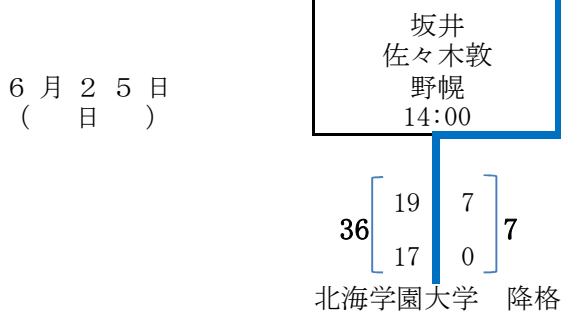 坂井
佐々木敦
６月２５日
野幌
（　日　）
14:00
19 7
36 7
17 0
北海学園大学　降格